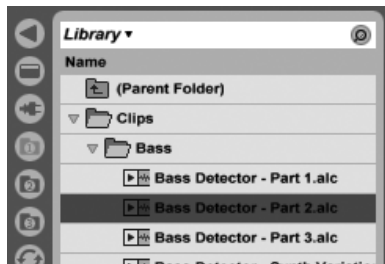 Library
Name
(Parent Folder)
Clips
Bass
Bass Detector - Part 1.alc
Bass Detector - Part 2.alc
Bass Detector - Part 3.alc